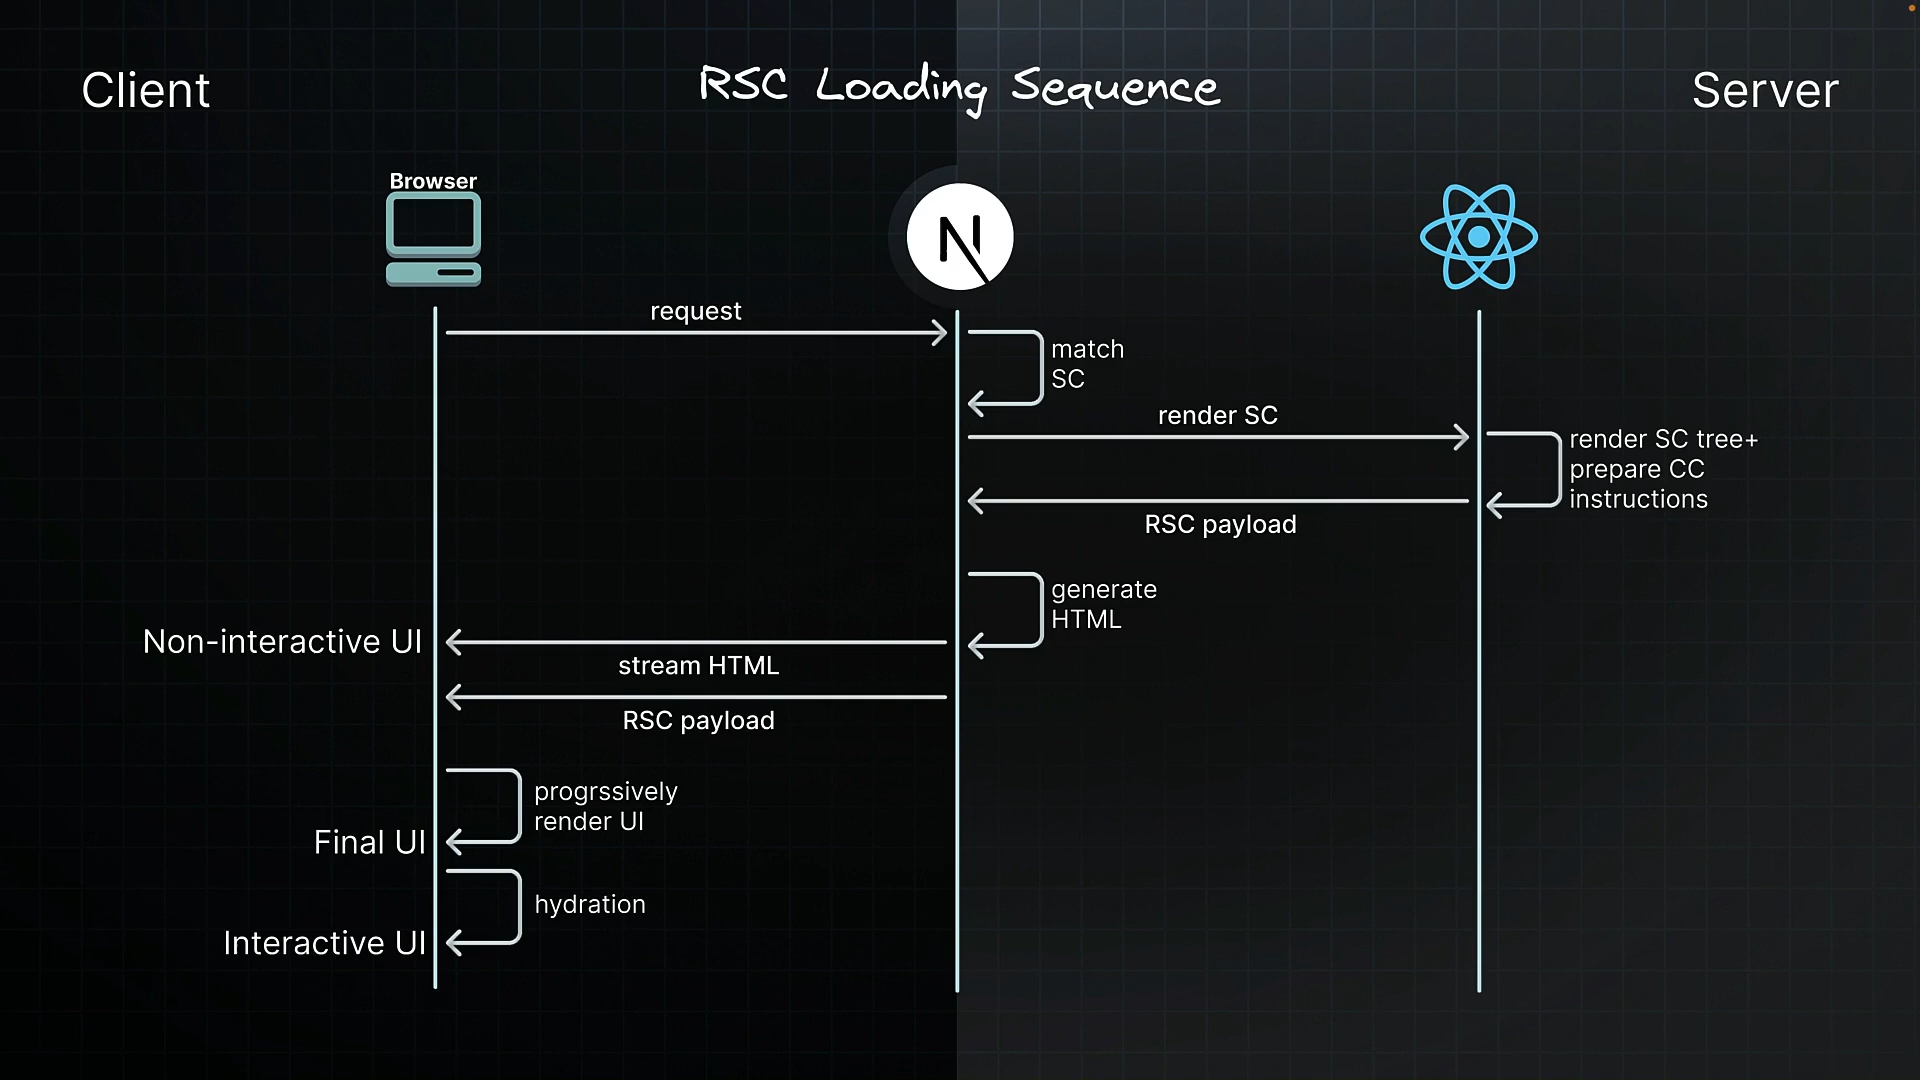 Client
RSC Loading Sequence
Server
Browser
N
request
match
SC
render SC
render SC tree+
prepare CC
instructions
RSC payload
generate
HTML
Non-interactive UI
stream HTML
RSC payload
progrssively
render UI
Final UI
hydration
Interactive UI